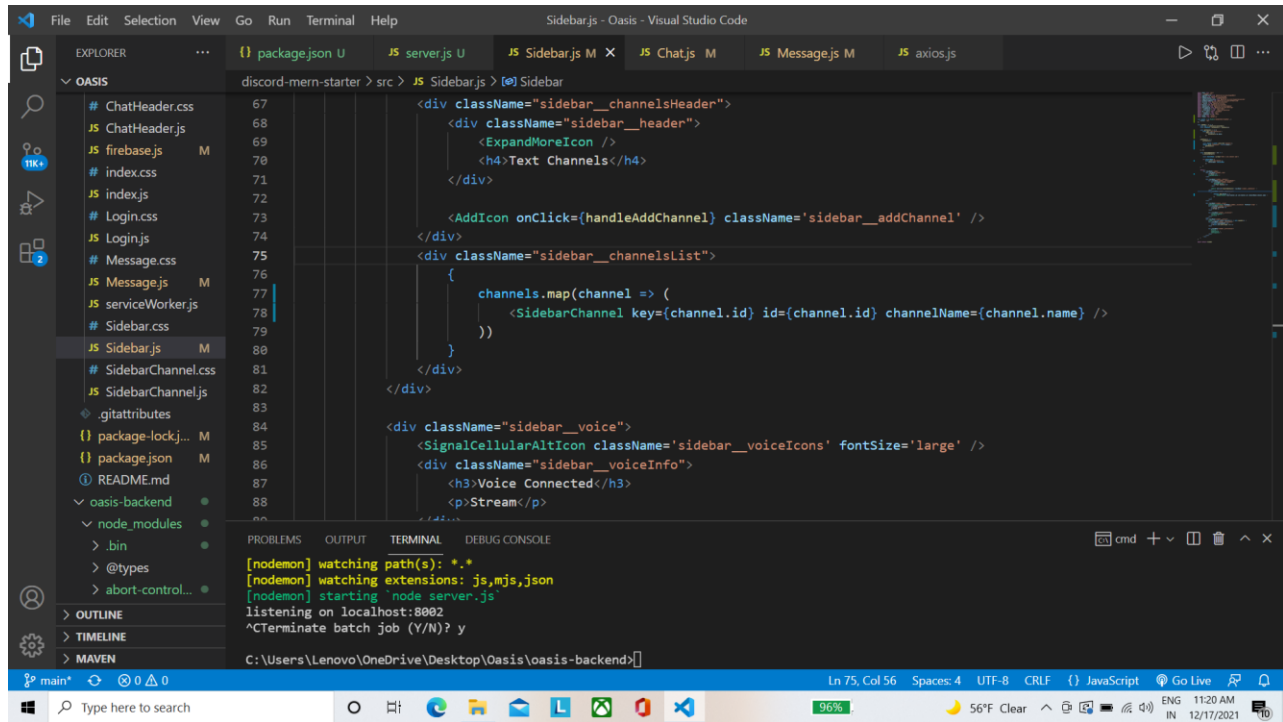 File Edit Selection View Go Run Terminal Help Sidebar.js - Oasis - Visual Studio Code
EXPLORER ...
{} package.json U JS server.js U JS Sidebar.js M X JS Chat.js M JS Message.js M JS axios.js
OASIS
discord-mern-starter > src > JS Sidebar.js > Sidebar
# ChatHeader.css
JS ChatHeader.js
JS firebase.js M
# index.css
JS index.js
# Login.css
JS Login.js
# Message.css
JS Message.js M
JS serviceWorker.js
# Sidebar.css
JS Sidebar.js M
# SidebarChannel.css
JS SidebarChannel.js
.gitattributes
{} package-lock.j... M
{} package.json M
README.md
oasis-backend
node_modules
> .bin
> @types
> abort-control...
> OUTLINE
> TIMELINE
> MAVEN
11K+
2
67 <div className="sidebar__channelsHeader">
68 <div className="sidebar__header">
69 <ExpandMoreIcon />
70 <h4>Text Channels</h4>
71 </div>
72
73 <AddIcon onClick={handleAddChannel} className='sidebar__addChannel' />
74 </div>
75 <div className="sidebar__channelsList">
76 {
77 channels.map(channel => (
78 <SidebarChannel key={channel.id} id={channel.id} channelName={channel.name} />
79 ))
80 }
81 </div>
82 </div>
83
84 <div className="sidebar__voice">
85 <SignalCellularAltIcon className='sidebar__voiceIcons' fontSize='large' />
86 <div className="sidebar__voiceInfo">
87 <h3>Voice Connected</h3>
88 <p>Stream</p>
PROBLEMS OUTPUT TERMINAL DEBUG CONSOLE cmd
[nodemon] watching path(s): *.*
[nodemon] watching extensions: js,mjs,json
[nodemon] starting `node server.js`
listening on localhost:8002
^CTerminate batch job (Y/N)? y
C:\Users\Lenovo\OneDrive\Desktop\Oasis\oasis-backend>
main* 0 0 Ln 75, Col 56 Spaces: 4 UTF-8 CRLF {} JavaScript Go Live
Type here to search 96% 56°F Clear ENG 11:20 AM
IN 12/17/2021
10